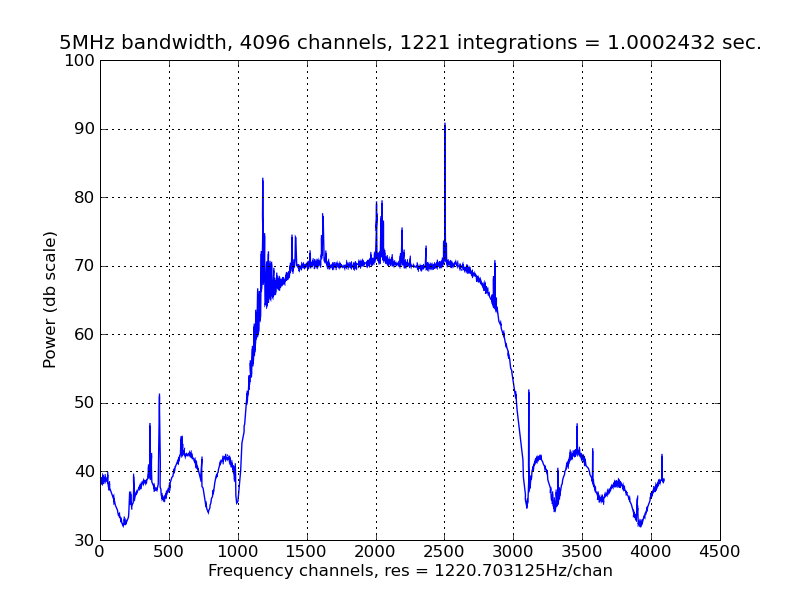 5MHz bandwidth, 4096 channels, 1221 integrations = 1.0002432 sec.
100
90
80
70
60
50
40
30
Power (db scale)
0 500 1000 1500 2000 2500 3000 3500 4000 4500
Frequency channels, res = 1220.703125Hz/chan